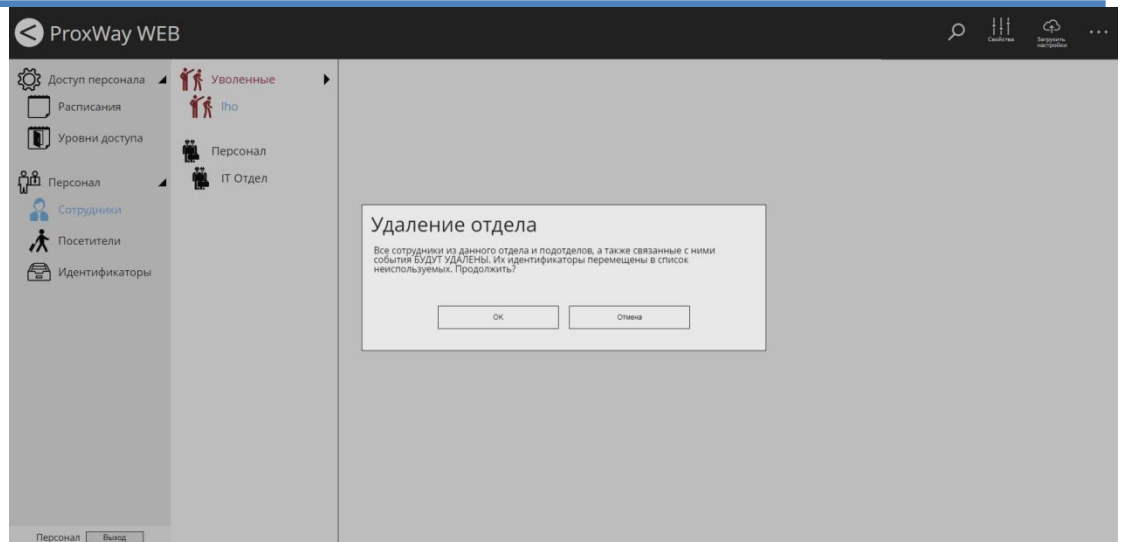 ProxWay WEB
Свойства
Загрузить
настройки
Доступ персонала
Расписания
Уровни доступа
Персонал
Сотрудники
Посетители
Идентификаторы
Уволенные
lho
Персонал
IT Отдел
Удаление отдела
Все сотрудники из данного отдела и подотделов, а также связанные с ними
события БУДУТ УДАЛЕНЫ. Их идентификаторы перемещены в список
неиспользуемых. Продолжить?
OK
Отмена
Персонал Выход